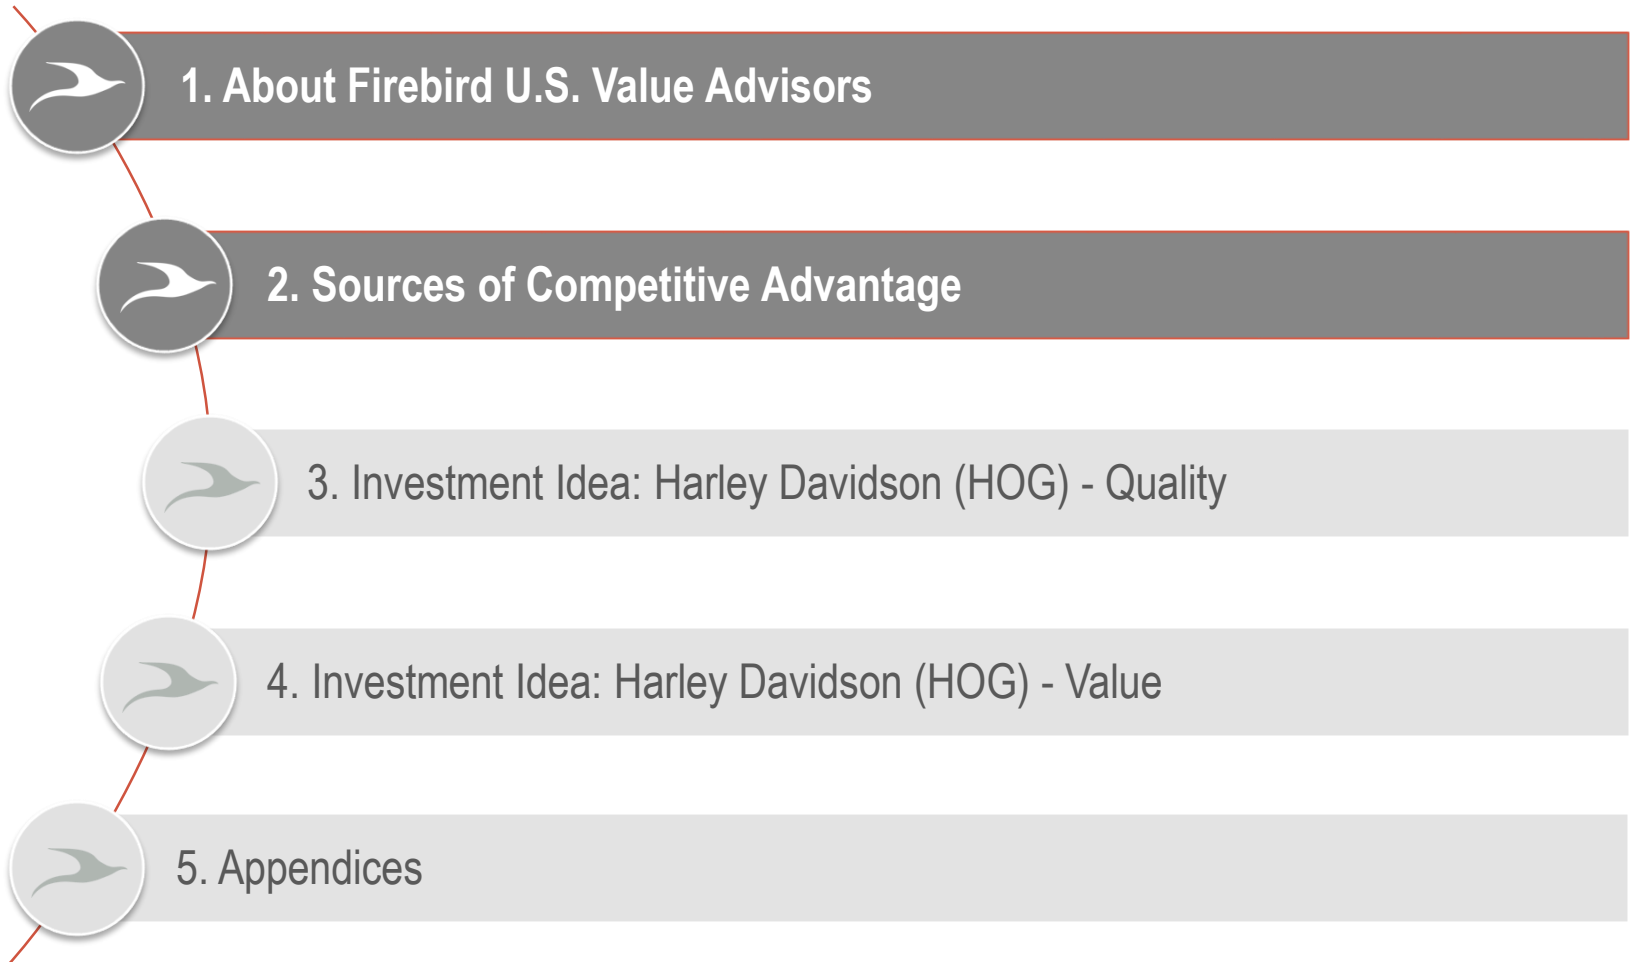 1. About Firebird U.S. Value Advisors
2. Sources of Competitive Advantage
3. Investment Idea: Harley Davidson (HOG) - Quality
4. Investment Idea: Harley Davidson (HOG) - Value
5. Appendices